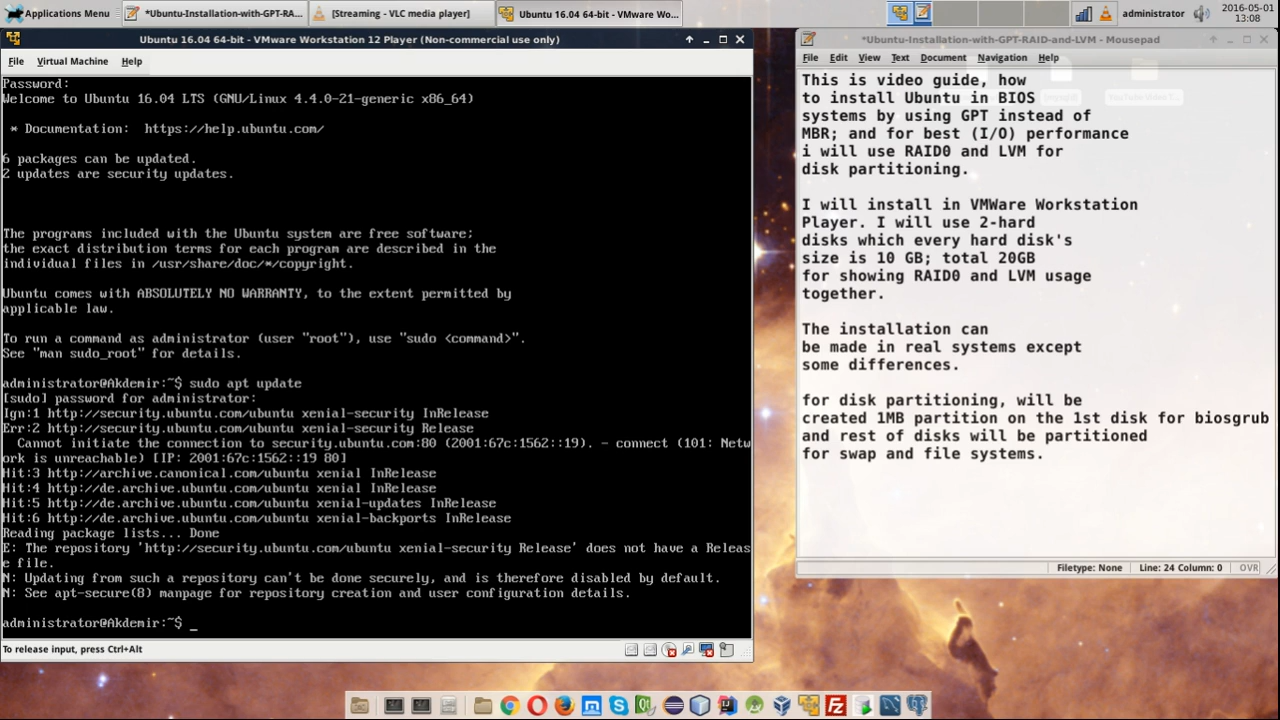 Applications Menu
*Ubuntu-Installation-with-GPT-RA...
[Streaming - VLC media player]
Ubuntu 16.04 64-bit - VMware Wo...
administrator
2016-05-01
13:08
Ubuntu 16.04 64-bit - VMware Workstation 12 Player (Non-commercial use only)
File Virtual Machine Help
Password:
Welcome to Ubuntu 16.04 LTS (GNU/Linux 4.4.0-21-generic x86_64)
* Documentation: https://help.ubuntu.com/
6 packages can be updated.
2 updates are security updates.
The programs included with the Ubuntu system are free software;
the exact distribution terms for each program are described in the
individual files in /usr/share/doc/*/copyright.
Ubuntu comes with ABSOLUTELY NO WARRANTY, to the extent permitted by
applicable law.
To run a command as administrator (user "root"), use "sudo <command>".
See "man sudo_root" for details.
administrator@Akdemir:~$ sudo apt update
[sudo] password for administrator:
Ign:1 http://security.ubuntu.com/ubuntu xenial-security InRelease
Err:2 http://security.ubuntu.com/ubuntu xenial-security Release
Cannot initiate the connection to security.ubuntu.com:80 (2001:67c:1562::19). - connect (101: Netw
ork is unreachable) [IP: 2001:67c:1562::19 80]
Hit:3 http://archive.canonical.com/ubuntu xenial InRelease
Hit:4 http://de.archive.ubuntu.com/ubuntu xenial InRelease
Hit:5 http://de.archive.ubuntu.com/ubuntu xenial-updates InRelease
Hit:6 http://de.archive.ubuntu.com/ubuntu xenial-backports InRelease
Reading package lists... Done
E: The repository 'http://security.ubuntu.com/ubuntu xenial-security Release' does not have a Releas
e file.
N: Updating from such a repository can't be done securely, and is therefore disabled by default.
N: See apt-secure(8) manpage for repository creation and user configuration details.
administrator@Akdemir:~$ _
To release input, press Ctrl+Alt
*Ubuntu-Installation-with-GPT-RAID-and-LVM - Mousepad
File Edit View Text Document Navigation Help
This is video guide, how
to install Ubuntu in BIOS
systems by using GPT instead of
MBR; and for best (I/O) performance
i will use RAID0 and LVM for
disk partitioning.
I will install in VMWare Workstation
Player. I will use 2-hard
disks which every hard disk's
size is 10 GB; total 20GB
for showing RAID0 and LVM usage
together.
The installation can
be made in real systems except
some differences.
for disk partitioning, will be
created 1MB partition on the 1st disk for biosgrub
and rest of disks will be partitioned
for swap and file systems.
Filetype: None Line: 24 Column: 0 OVR